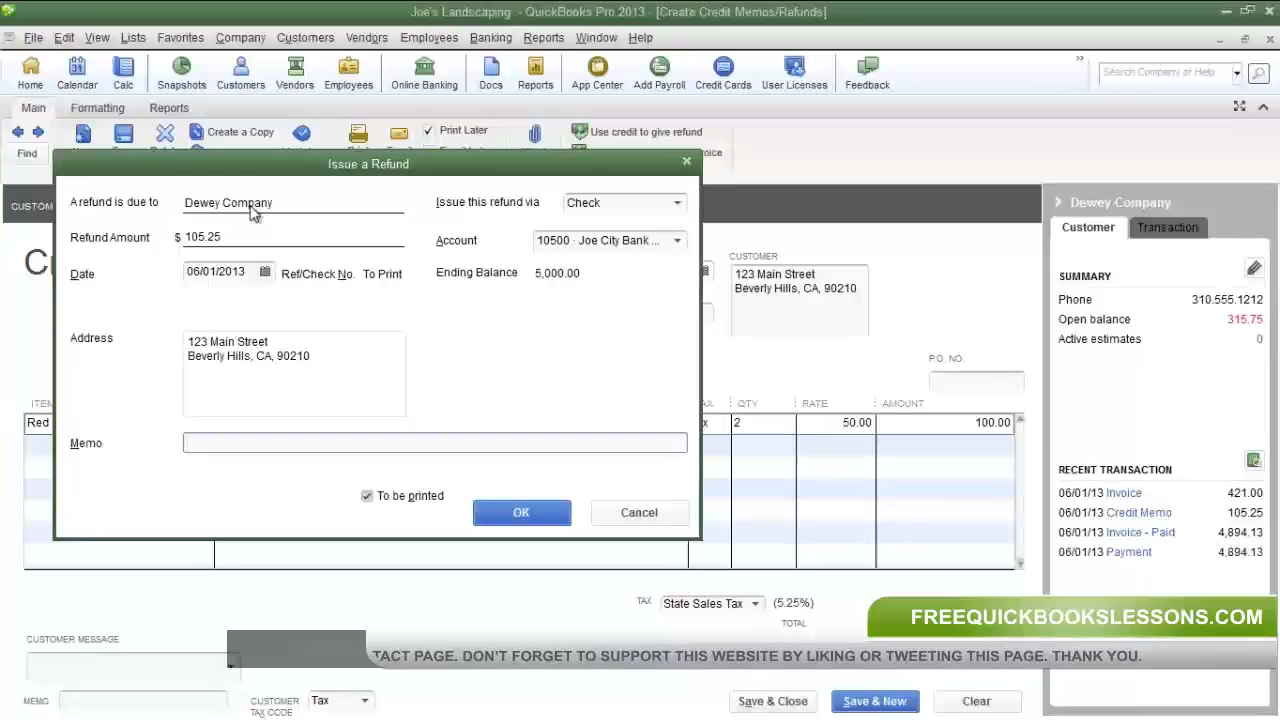 Joe's Landscaping - QuickBooks Pro 2013 - [Create Credit Memos/Refunds]
File Edit View Lists Favorites Company Customers Vendors Employees Banking Reports Window Help
Home Calendar Calc Snapshots Customers Vendors Employees Online Banking Docs Reports App Center Add Payroll Credit Cards User Licenses Feedback
Search Company or Help
Main Formatting Reports
Find
Create a Copy
Print Later
Use credit to give refund
Issue a Refund
A refund is due to Dewey Company
Issue this refund via Check
Refund Amount $ 105.25
Account 10500 · Joe City Bank ...
Date 06/01/2013 Ref/Check No. To Print
Ending Balance 5,000.00
Address
123 Main Street
Beverly Hills, CA, 90210
Memo
To be printed
OK Cancel
CUSTOMER
123 Main Street
Beverly Hills, CA, 90210
P.O. NO.
QTY RATE AMOUNT
Red
2 50.00 100.00
TAX State Sales Tax (5.25%)
TOTAL
CUSTOMER MESSAGE
MEMO
CUSTOMER TAX CODE Tax
Save & Close Save & New Clear
Dewey Company
Customer Transaction
SUMMARY
Phone 310.555.1212
Open balance 315.75
Active estimates 0
RECENT TRANSACTION
06/01/13 Invoice 421.00
06/01/13 Credit Memo 105.25
06/01/13 Invoice - Paid 4,894.13
06/01/13 Payment 4,894.13
FREEQUICKBOOKSLESSONS.COM
TACT PAGE. DON'T FORGET TO SUPPORT THIS WEBSITE BY LIKING OR TWEETING THIS PAGE. THANK YOU.